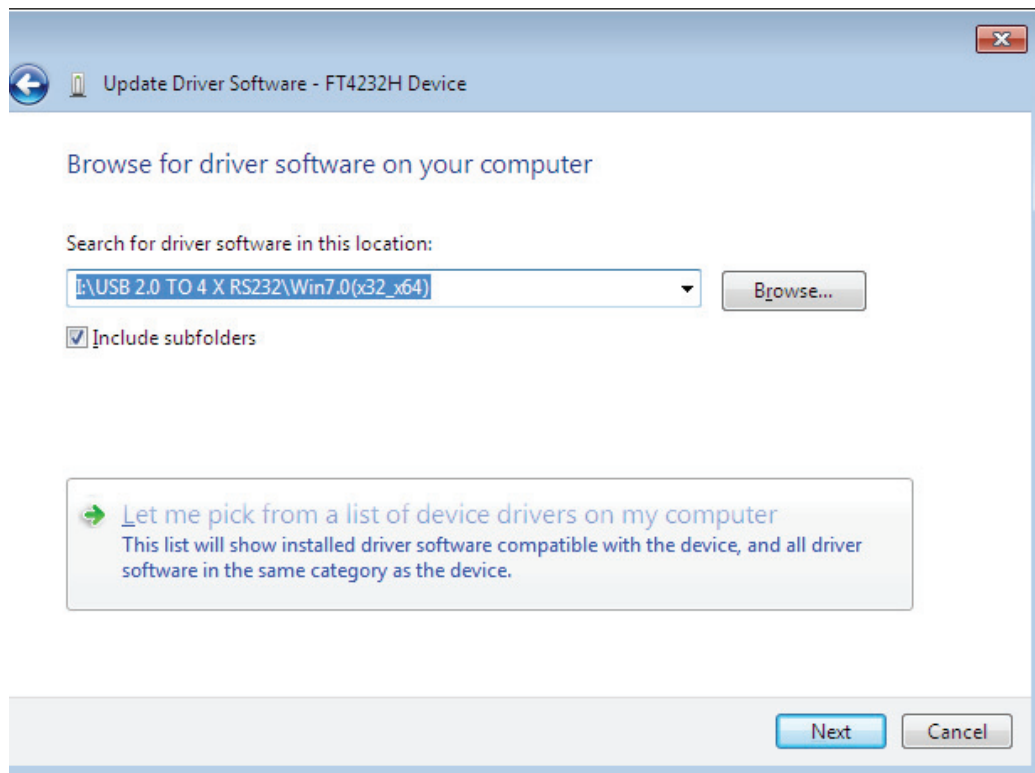 Update Driver Software - FT4232H Device
Browse for driver software on your computer
Search for driver software in this location:
I:\USB 2.0 TO 4 X RS232\Win7.0(x32_x64)
Browse...
Include subfolders
Let me pick from a list of device drivers on my computer
This list will show installed driver software compatible with the device, and all driver
software in the same category as the device.
Next
Cancel